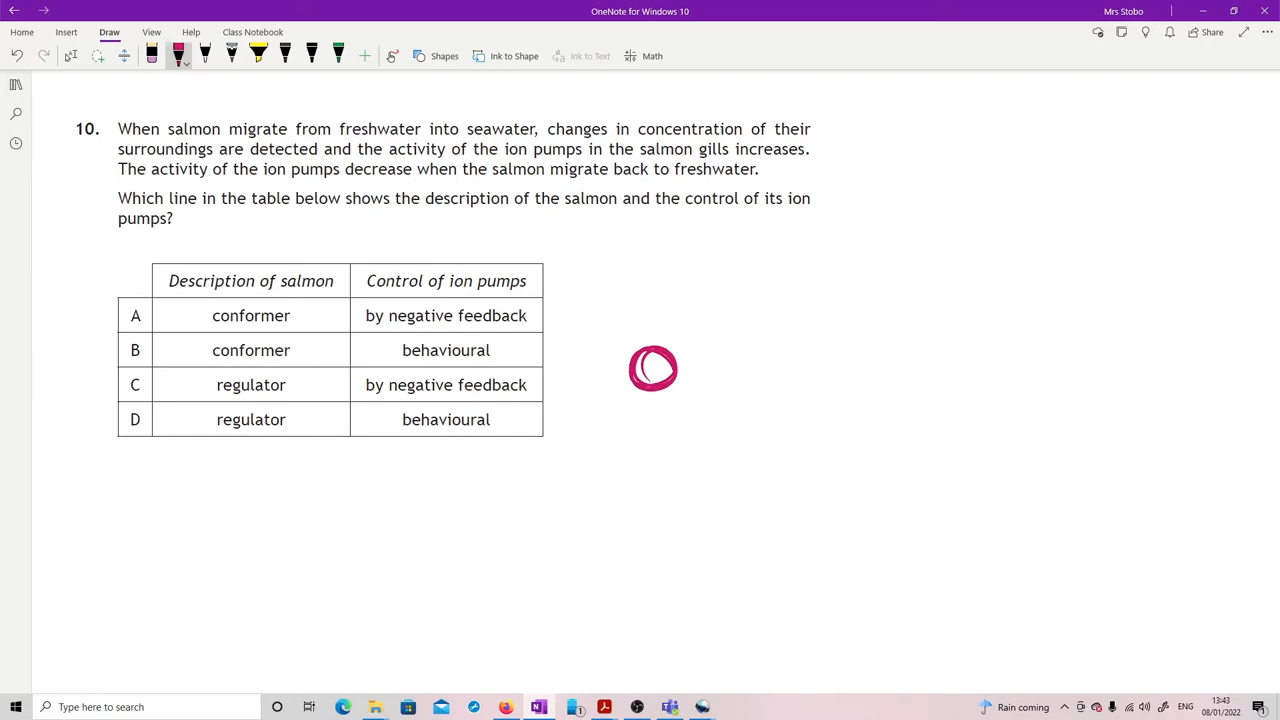 OneNote for Windows 10
Mrs Stobo
Home Insert Draw View Help Class Notebook
Share
Shapes Ink to Shape Ink to Text Math
10. When salmon migrate from freshwater into seawater, changes in concentration of their
surroundings are detected and the activity of the ion pumps in the salmon gills increases.
The activity of the ion pumps decrease when the salmon migrate back to freshwater.
Which line in the table below shows the description of the salmon and the control of its ion
pumps?
Description of salmon Control of ion pumps
A conformer by negative feedback
B conformer behavioural
C regulator by negative feedback
D regulator behavioural
Type here to search
Rain coming
ENG
13:43
08/01/2022